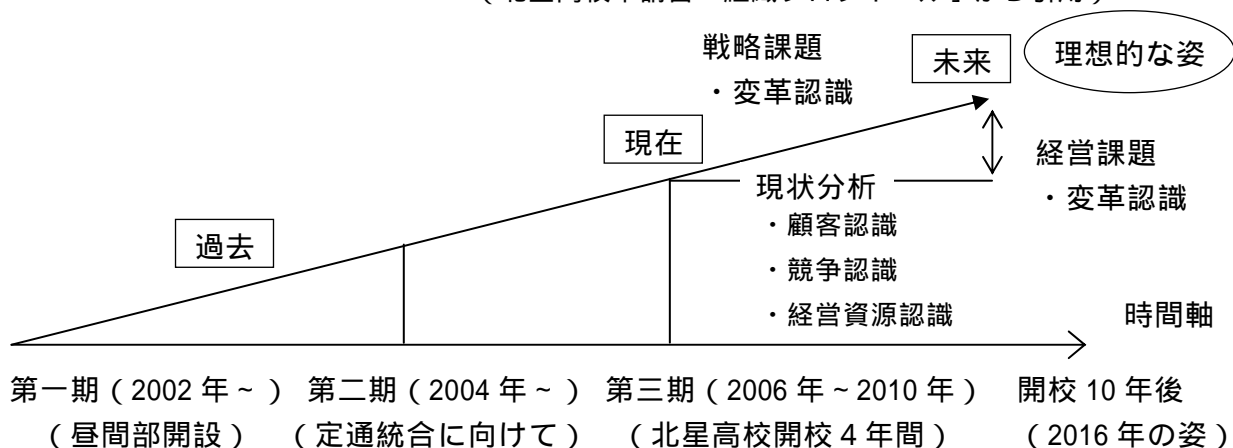 戦略課題
・変革認識
未来
理想的な姿
現在
経営課題
・変革認識
現状分析
・顧客認識
・競争認識
・経営資源認識
過去
時間軸
第一期(2002年~) 第二期(2004年~) 第三期(2006年~2010年) 開校10年後
(昼間部開設) (定通統合に向けて) (北星高校開校4年間) (2016年の姿)